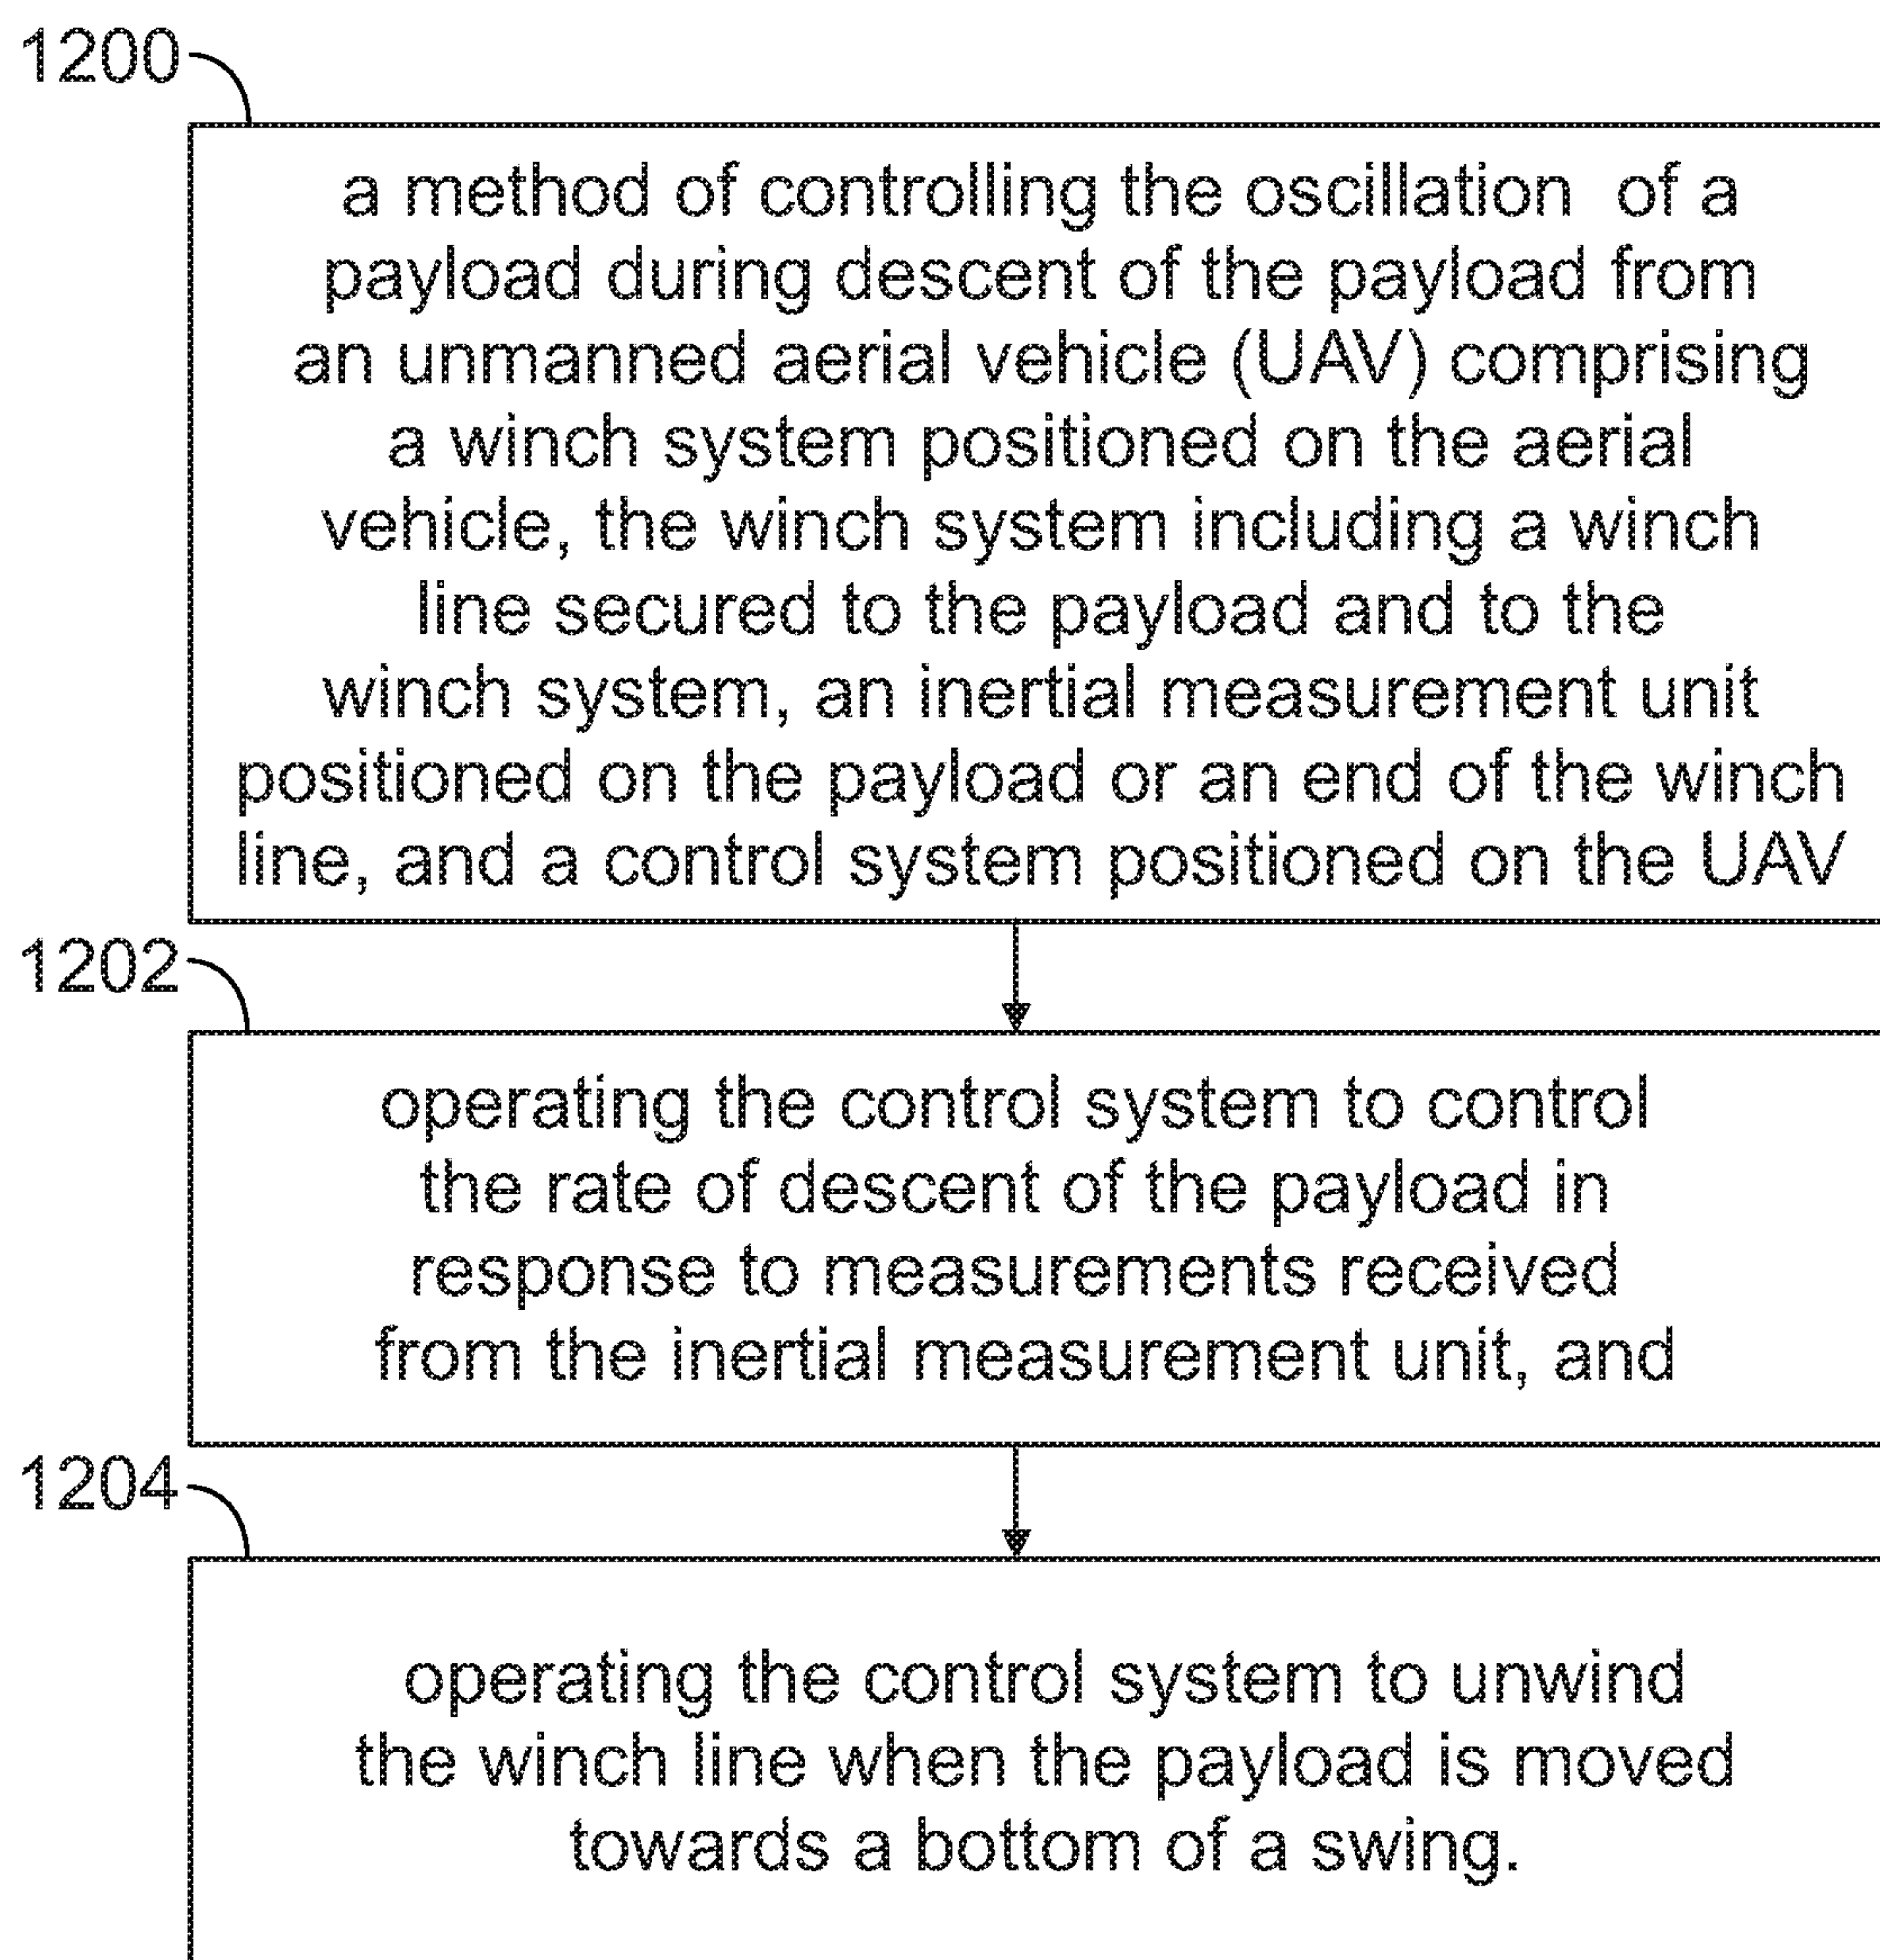 1200
a method of controlling the oscillation of a
payload during descent of the payload from
an unmanned aerial vehicle (UAV) comprising
a winch system positioned on the aerial
vehicle, the winch system including a winch
line secured to the payload and to the
winch system, an inertial measurement unit
positioned on the payload or an end of the winch
line, and a control system positioned on the UAV
1202
operating the control system to control
the rate of descent of the payload in
response to measurements received
from the inertial measurement unit, and
1204
operating the control system to unwind
the winch line when the payload is moved
towards a bottom of a swing.